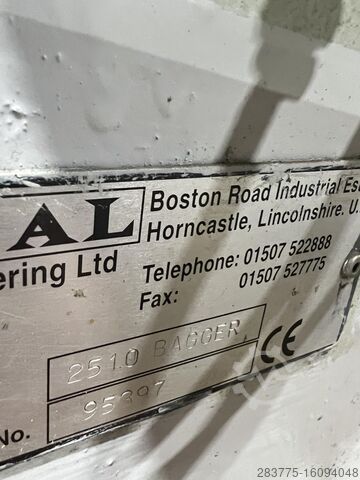 AL
ering Ltd
Boston Road Industrial Es
Horncastle, Lincolnshire. U.
Telephone: 01507 522888
Fax: 01507 527775
2510 BAGGER
No. 95397
CE
283775-16094048